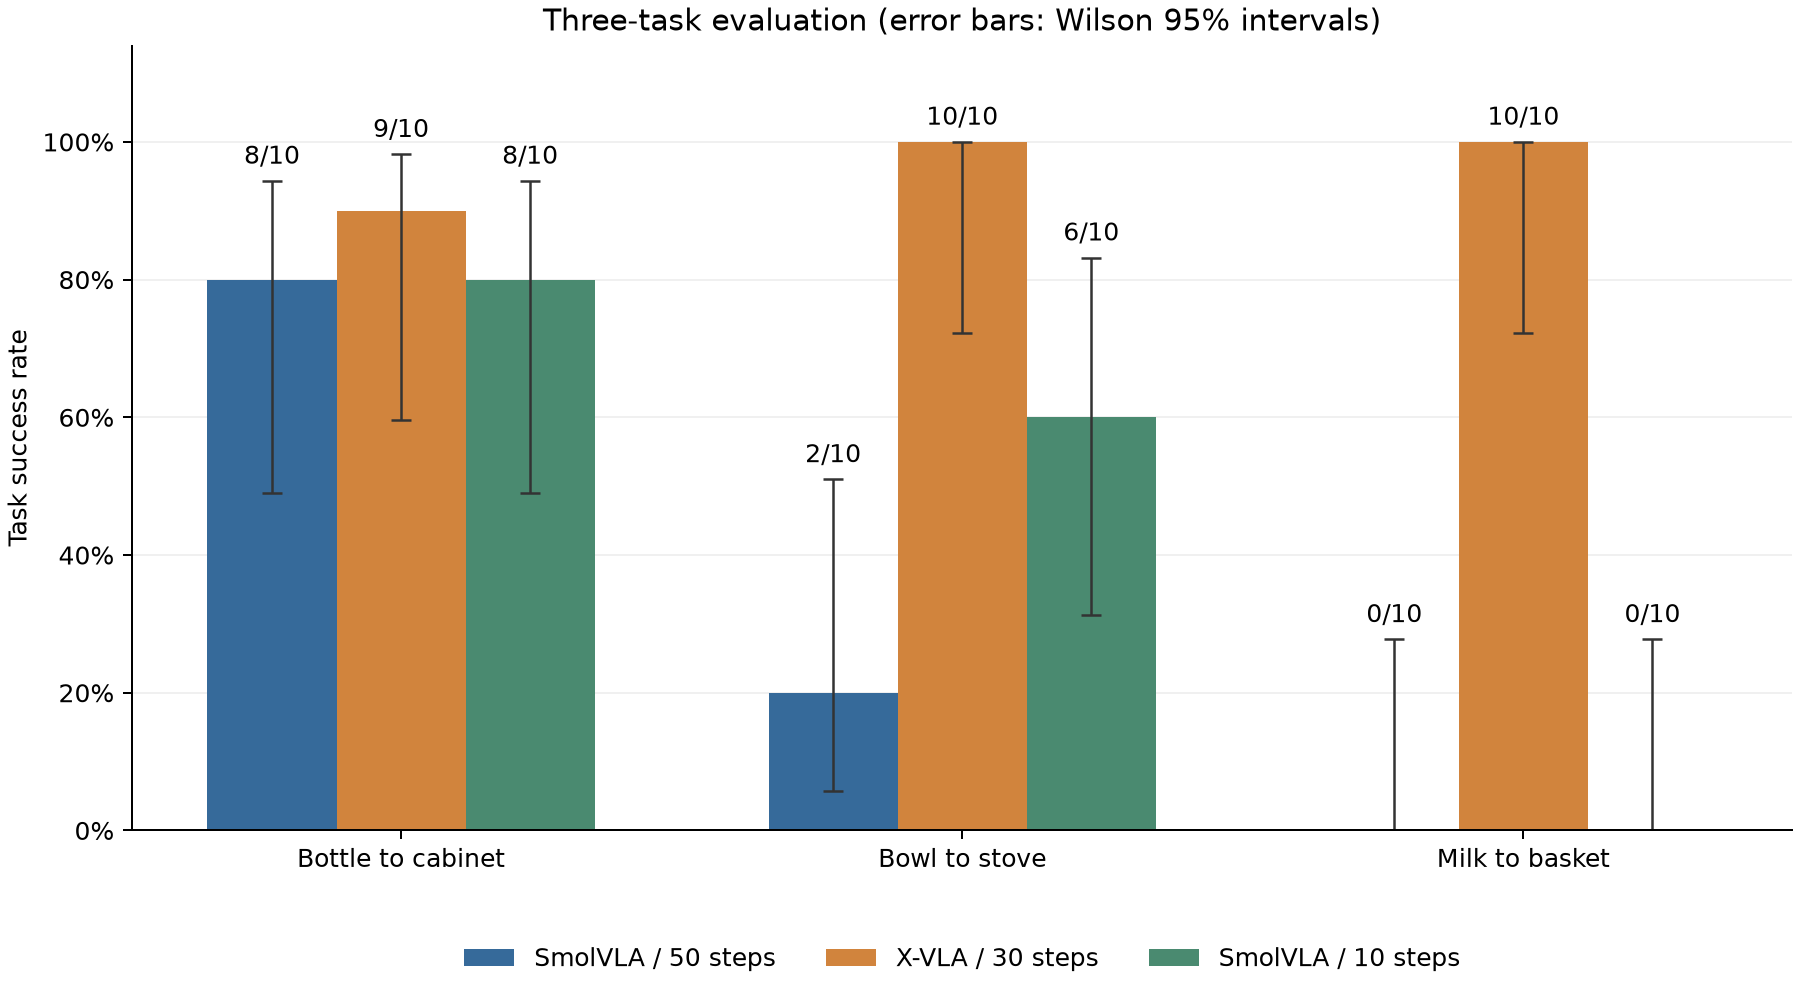 Three-task evaluation (error bars: Wilson 95% intervals)
Task success rate
100%
80%
60%
40%
20%
0%
8/10
9/10
8/10
2/10
10/10
6/10
0/10
10/10
0/10
Bottle to cabinet
Bowl to stove
Milk to basket
SmolVLA / 50 steps
X-VLA / 30 steps
SmolVLA / 10 steps